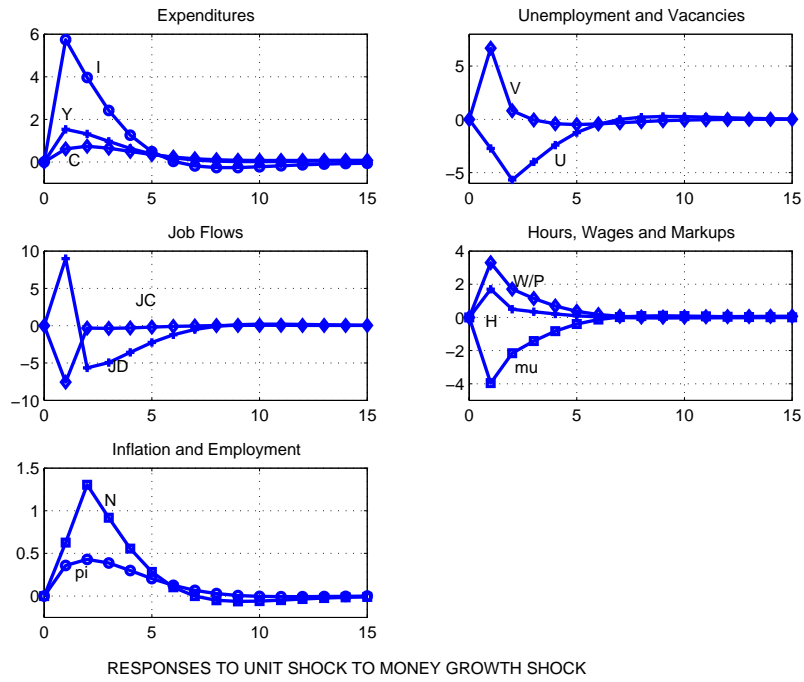 Expenditures
6
4
2
0
I
Y
C
0
5
10
15
Unemployment and Vacancies
5
0
−5
V
U
0
5
10
15
Job Flows
10
5
0
−5
−10
JC
JD
0
5
10
15
Hours, Wages and Markups
4
2
0
−2
−4
W/P
H
mu
0
5
10
15
Inflation and Employment
1.5
1
0.5
0
N
pi
0
5
10
15
RESPONSES TO UNIT SHOCK TO MONEY GROWTH SHOCK